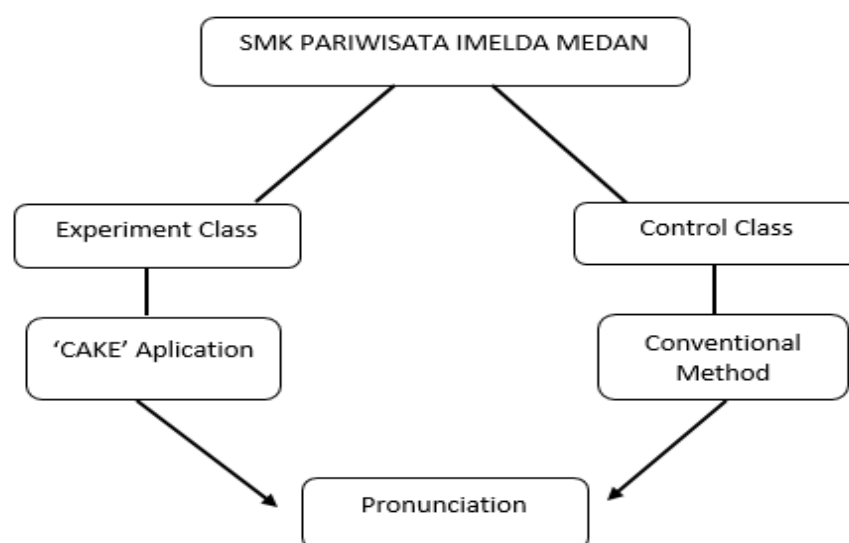 SMK PARIWISATA IMELDA MEDAN
Experiment Class
Control Class
‘CAKE’ Aplication
Conventional
Method
Pronunciation